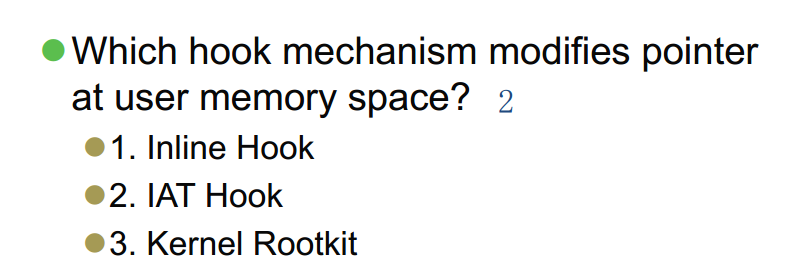 Which hook mechanism modifies pointer
at user memory space? 2
1. Inline Hook
2. IAT Hook
3. Kernel Rootkit